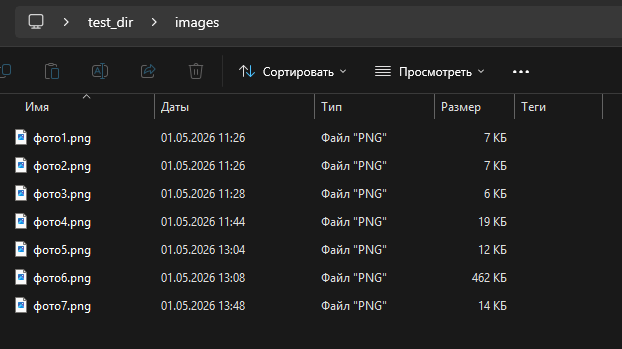 test_dir > images
Сортировать Просмотреть
Имя Даты Тип Размер Теги
фото1.png 01.05.2026 11:26 Файл "PNG" 7 КБ
фото2.png 01.05.2026 11:26 Файл "PNG" 7 КБ
фото3.png 01.05.2026 11:28 Файл "PNG" 6 КБ
фото4.png 01.05.2026 11:44 Файл "PNG" 19 КБ
фото5.png 01.05.2026 13:04 Файл "PNG" 12 КБ
фото6.png 01.05.2026 13:08 Файл "PNG" 462 КБ
фото7.png 01.05.2026 13:48 Файл "PNG" 14 КБ